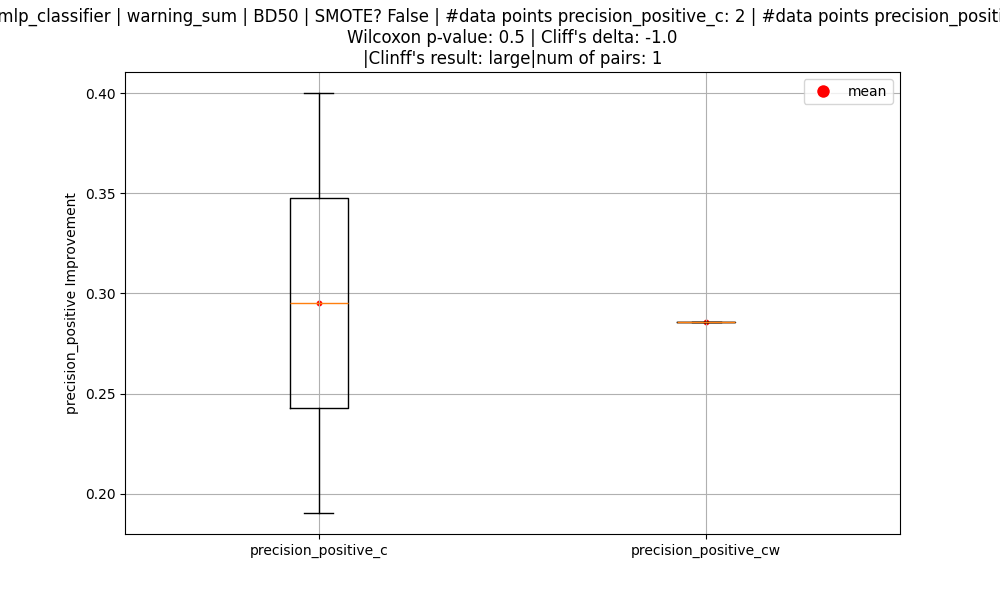 mlp_classifier | warning_sum | BD50 | SMOTE? False | #data points precision_positive_c: 2 | #data points
Wilcoxon p-value: 0.5 | Cliff's delta: -1.0
|Clinff's result: large|num of pairs: 1
mean
0.40
0.35
0.30
0.25
0.20
precision_positive Improvement
precision_positive_c
precision_positive_cw